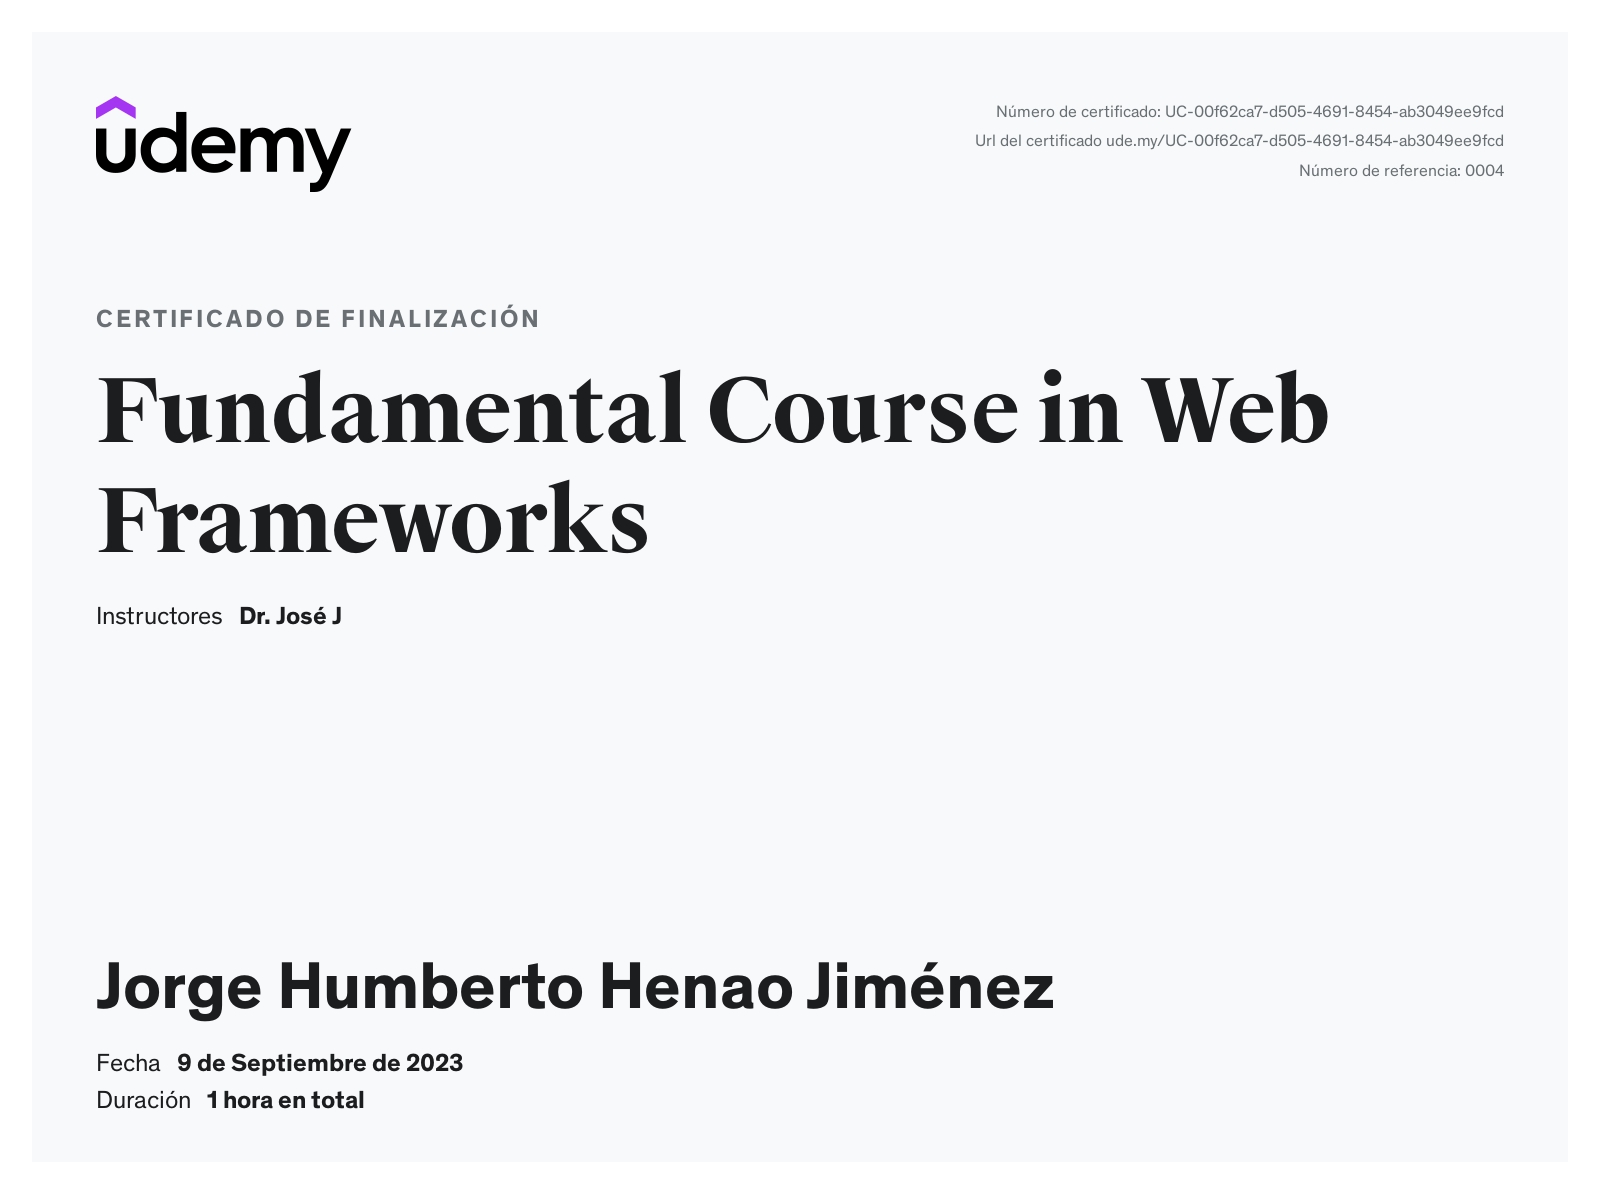 udemy
Número de certificado: UC-00f62ca7-d505-4691-8454-ab3049ee9fcd
Url del certificado ude.my/UC-00f62ca7-d505-4691-8454-ab3049ee9fcd
Número de referencia: 0004
CERTIFICADO DE FINALIZACIÓN
Fundamental Course in Web
Frameworks
Instructores Dr. José J
Jorge Humberto Henao Jiménez
Fecha 9 de Septiembre de 2023
Duración 1 hora en total